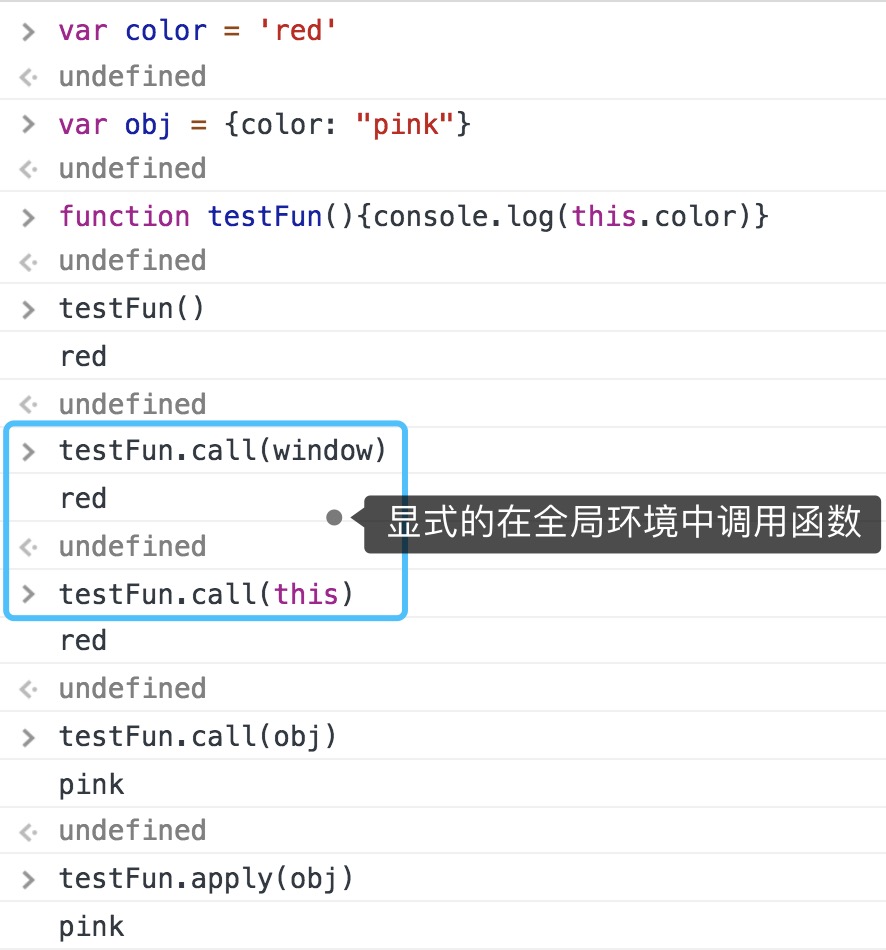 > var color = 'red'
<· undefined
> var obj = {color: "pink"}
<· undefined
> function testFun(){console.log(this.color)}
<· undefined
> testFun()
red
<· undefined
> testFun.call(window)
red
显式的在全局环境中调用函数
<· undefined
> testFun.call(this)
red
<· undefined
> testFun.call(obj)
pink
<· undefined
> testFun.apply(obj)
pink